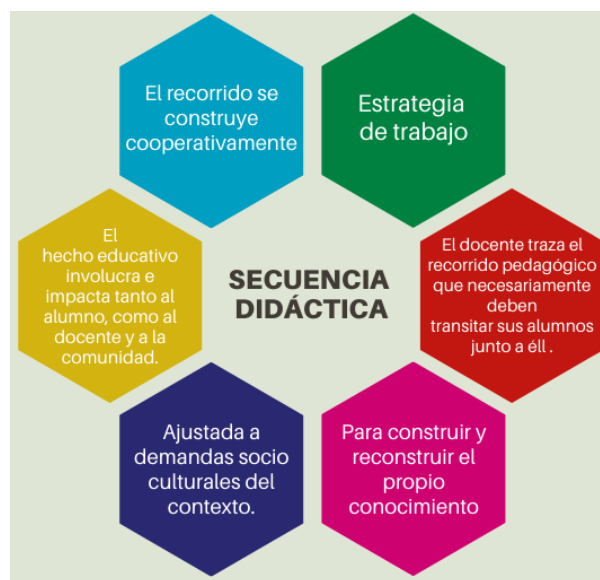 El recorrido se
construye
cooperativamente
Estrategia
de trabajo
El
hecho educativo
involucra e
impacta tanto al
alumno, como al
docente y a la
comunidad.
SECUENCIA
DIDÁCTICA
El docente traza el
recorrido pedagógico
que necesariamente
deben
transitar sus alumnos
junto a éll .
Ajustada a
demandas socio
culturales del
contexto.
Para construir y
reconstruir el
propio
conocimiento